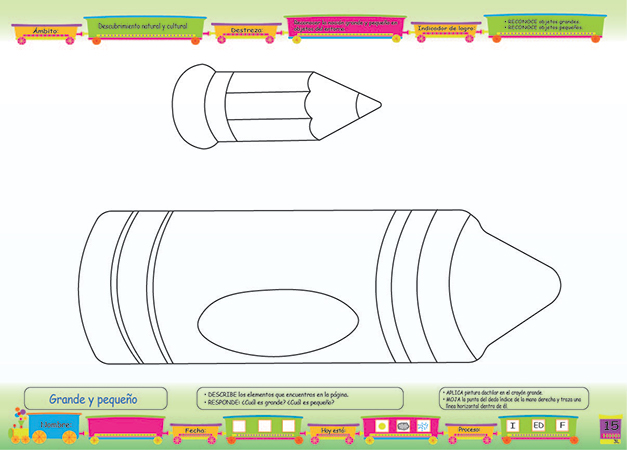 Ámbito:
Descubrimiento natural y cultural
Destreza:
Indicador de logro:
• RECONOCE objetos grandes.
• RECONOCE objetos pequeños.
Grande y pequeño
• DESCRIBE los elementos que encuentras en la página.
• RESPONDE: ¿Cuál es grande? ¿Cuál es pequeño?
• APLICA pintura dactilar en el crayón grande.
• MOJA la punta del dedo índice de la mano derecha y traza una
línea horizontal dentro de él.
Nombre:
Fecha:
Hoy estó:
Proceso:
I ED F
15